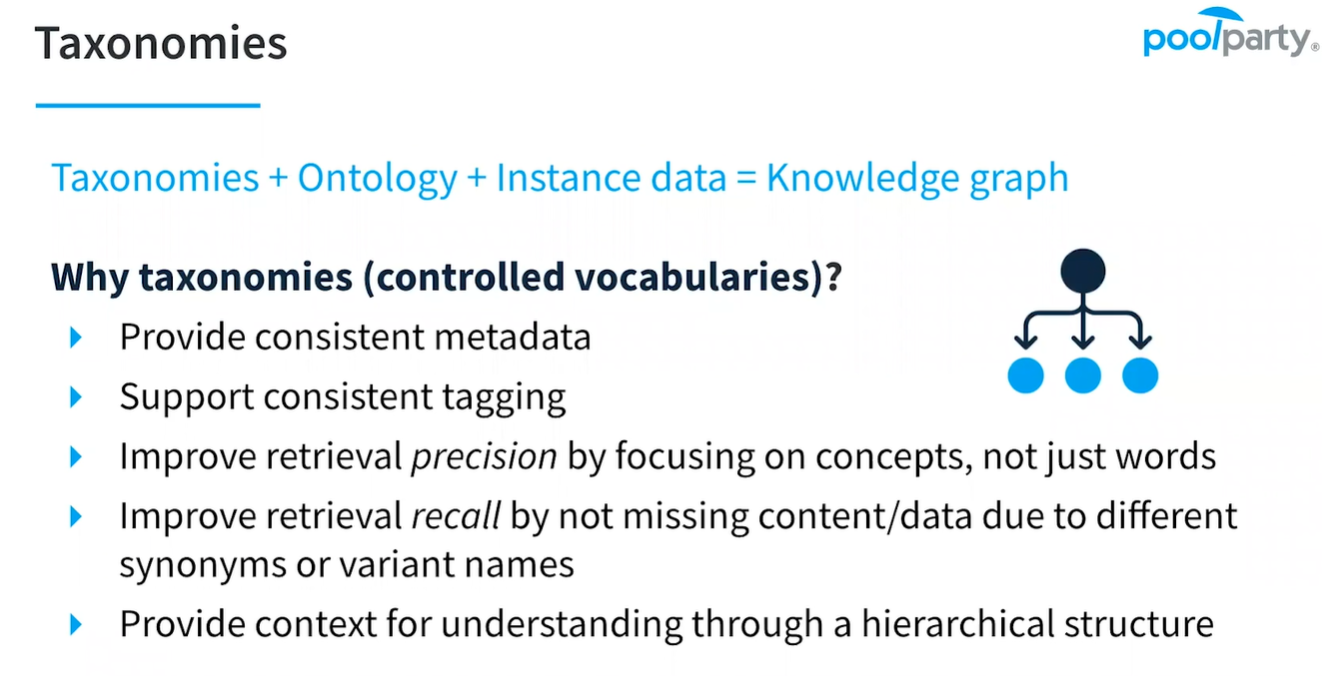 Taxonomies
poolparty®
Taxonomies + Ontology + Instance data = Knowledge graph
Why taxonomies (controlled vocabularies)?
Provide consistent metadata
Support consistent tagging
Improve retrieval precision by focusing on concepts, not just words
Improve retrieval recall by not missing content/data due to different
synonyms or variant names
Provide context for understanding through a hierarchical structure